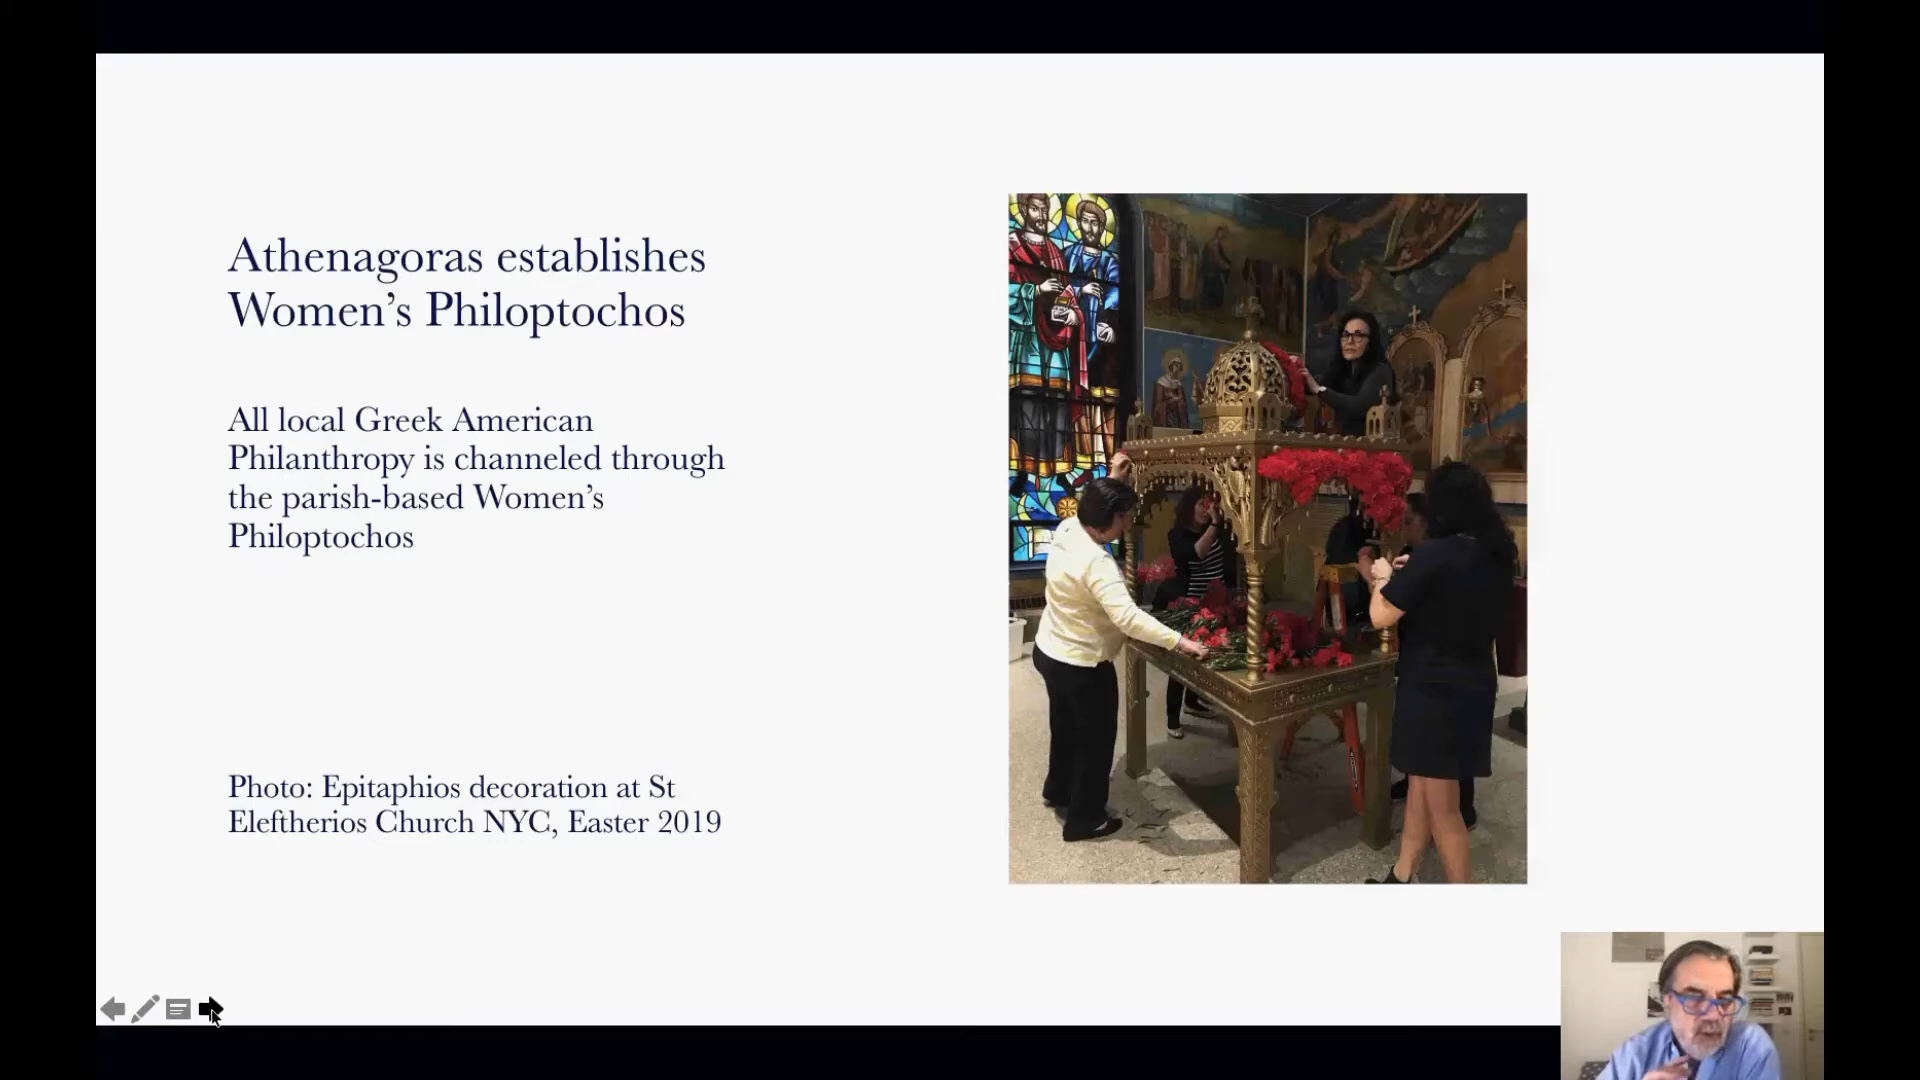 Athenagoras establishes
Women’s Philoptochos
All local Greek American
Philanthropy is channeled through
the parish-based Women’s
Philoptochos
Photo: Epitaphios decoration at St
Eleftherios Church NYC, Easter 2019